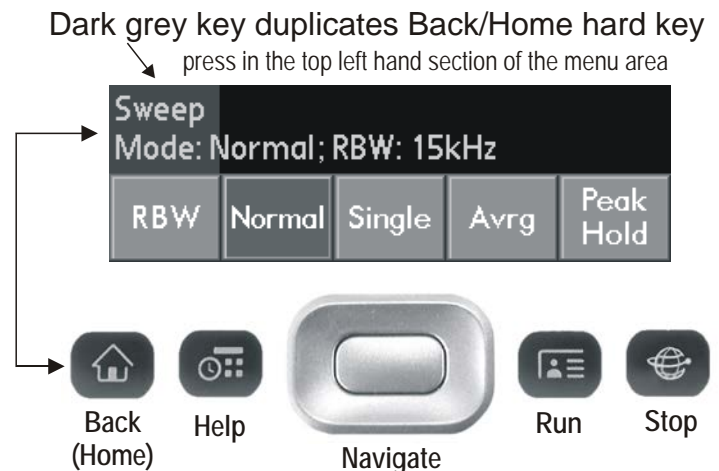 Dark grey key duplicates Back/Home hard key
press in the top left hand section of the menu area
Sweep
Mode: Normal; RBW: 15kHz
RBW
Normal
Single
Avrg
Peak
Hold
Back
(Home)
Help
Navigate
Run
Stop